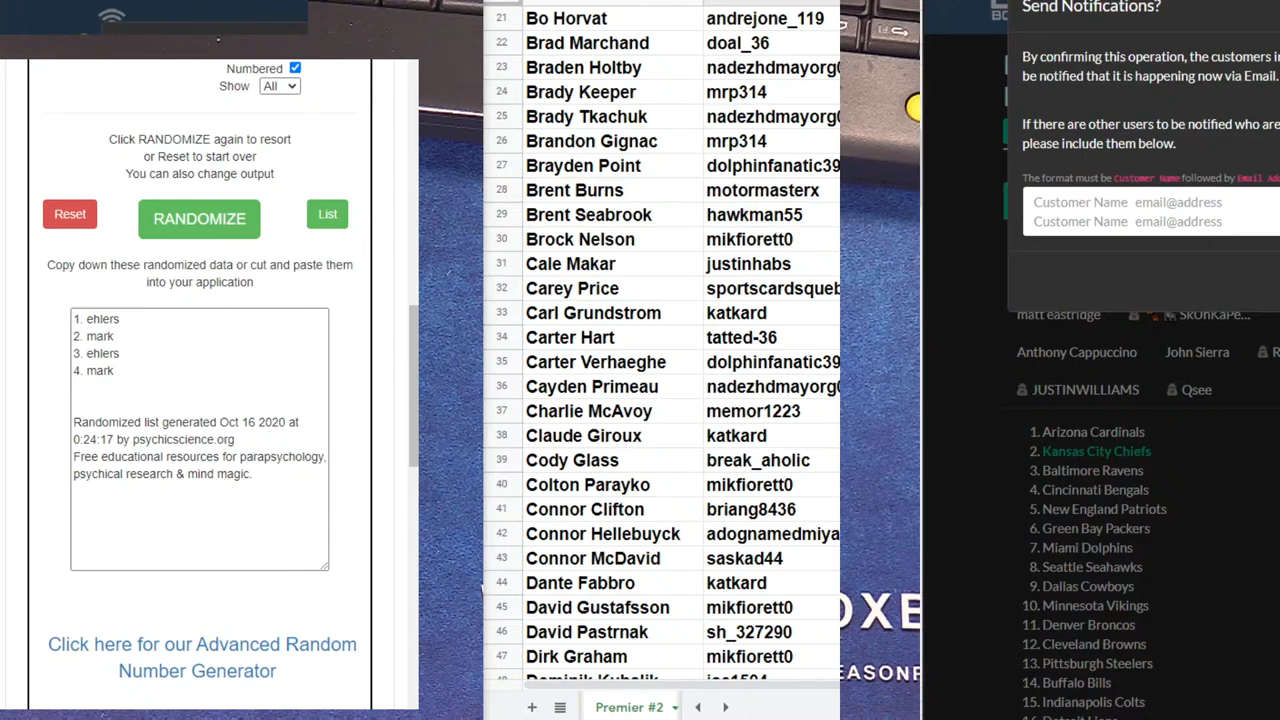 Numbered
Show All
Click RANDOMIZE again to resort
or Reset to start over
You can also change output
Reset
RANDOMIZE
List
Copy down these randomized data or cut and paste them
into your application
1. ehlers
2. mark
3. ehlers
4. mark
Randomized list generated Oct 16 2020 at
0:24:17 by psychicscience.org
Free educational resources for parapsychology,
psychical research & mind magic.
Click here for our Advanced Random
Number Generator
21 Bo Horvat andrejone_119
22 Brad Marchand doal_36
23 Braden Holtby nadezhdmayorg0
24 Brady Keeper mrp314
25 Brady Tkachuk nadezhdmayorg0
26 Brandon Gignac mrp314
27 Brayden Point dolphinfanatic39
28 Brent Burns motormasterx
29 Brent Seabrook hawkman55
30 Brock Nelson mikfiorett0
31 Cale Makar justinhabs
32 Carey Price sportscardsqueb
33 Carl Grundstrom katkard
34 Carter Hart tatted-36
35 Carter Verhaeghe dolphinfanatic39
36 Cayden Primeau nadezhdmayorg0
37 Charlie McAvoy memor1223
38 Claude Giroux katkard
39 Cody Glass break_aholic
40 Colton Parayko mikfiorett0
41 Connor Clifton briang8436
42 Connor Hellebuyck adognamedmiya
43 Connor McDavid saskad44
44 Dante Fabbro katkard
45 David Gustafsson mikfiorett0
46 David Pastrnak sh_327290
47 Dirk Graham mikfiorett0
Premier #2
OXE
EASONF
Send Notifications?
By confirming this operation, the customers in
be notified that it is happening now via Email.
If there are other users to be notified who are
please include them below.
The format must be Customer Name followed by Email Ad
Customer Name email@address
Customer Name email@address
matt eastridge SkOnKaPe...
Anthony Cappuccino John Sierra R
JUSTINWILLIAMS Qsee
1. Arizona Cardinals
2. Kansas City Chiefs
3. Baltimore Ravens
4. Cincinnati Bengals
5. New England Patriots
6. Green Bay Packers
7. Miami Dolphins
8. Seattle Seahawks
9. Dallas Cowboys
10. Minnesota Vikings
11. Denver Broncos
12. Cleveland Browns
13. Pittsburgh Steelers
14. Buffalo Bills
15. Indianapolis Colts